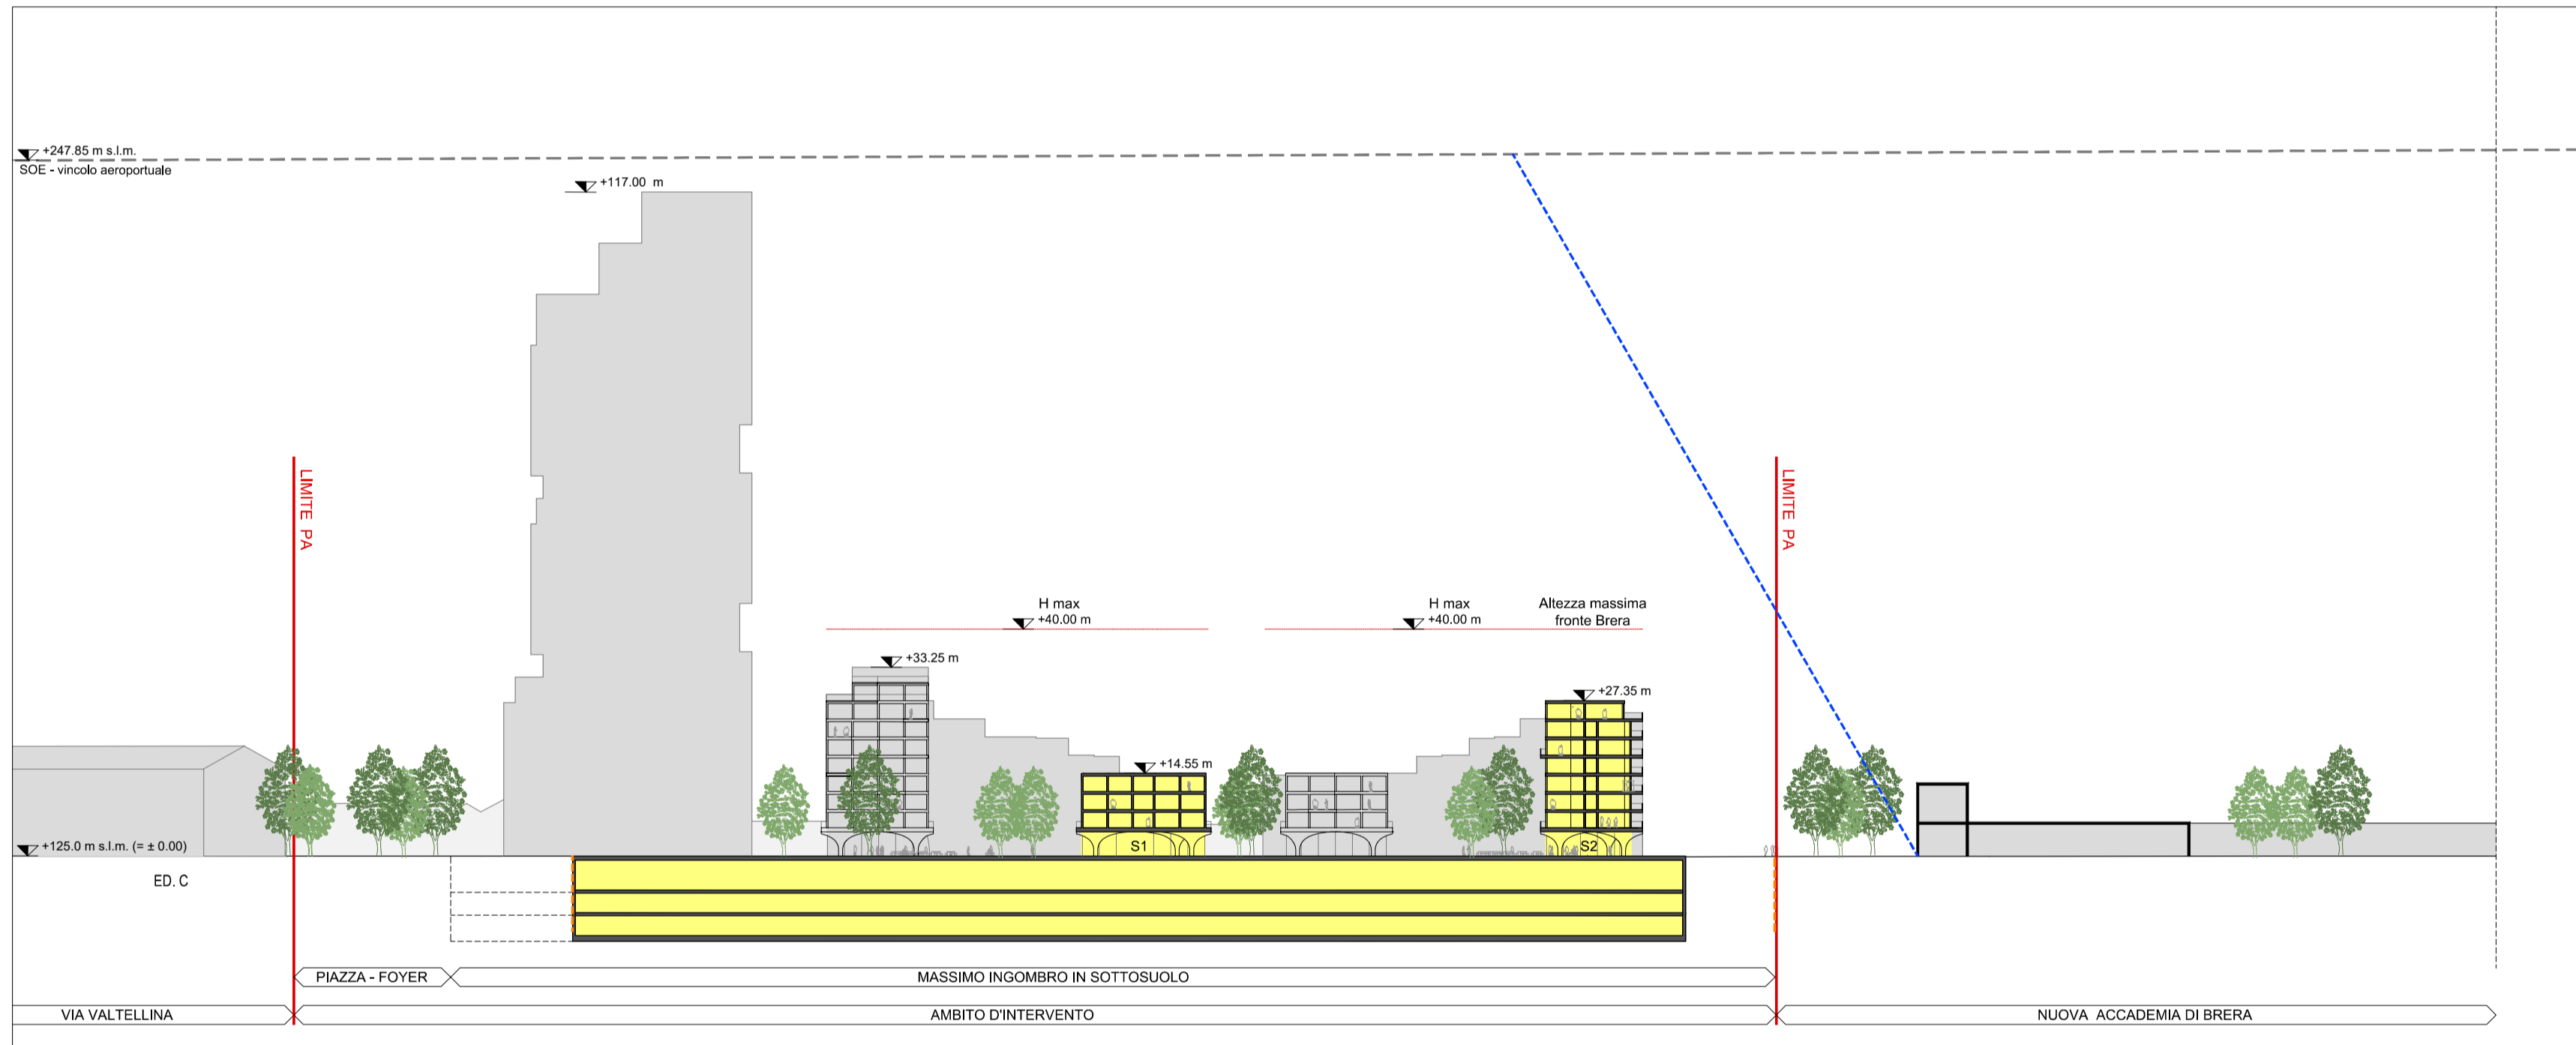 +247.85 m s.l.m.
SOE - vincolo aeroportuale
+117.00 m
LIMITE PA
LIMITE PA
H max
+40.00 m
H max
+40.00 m
Altezza massima
fronte Brera
+33.25 m
+27.35 m
+14.55 m
S1
S2
+125.0 m s.l.m. (= ± 0.00)
ED. C
PIAZZA - FOYER
MASSIMO INGOMBRO IN SOTTOSUOLO
VIA VALTELLINA
AMBITO D'INTERVENTO
NUOVA ACCADEMIA DI BRERA